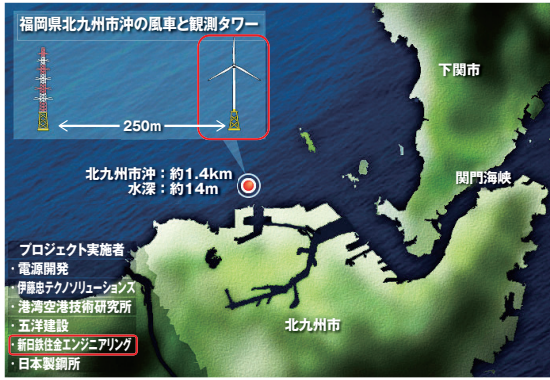 福岡県北九州市沖の風車と観測タワー
250m
下関市
北九州市沖：約1.4km
水深：約14m
関門海峡
プロジェクト実施者
・電源開発
・伊藤忠テクノソリューションズ
・港湾空港技術研究所
・五洋建設
・新日鉄住金エンジニアリング
・日本製鋼所
北九州市